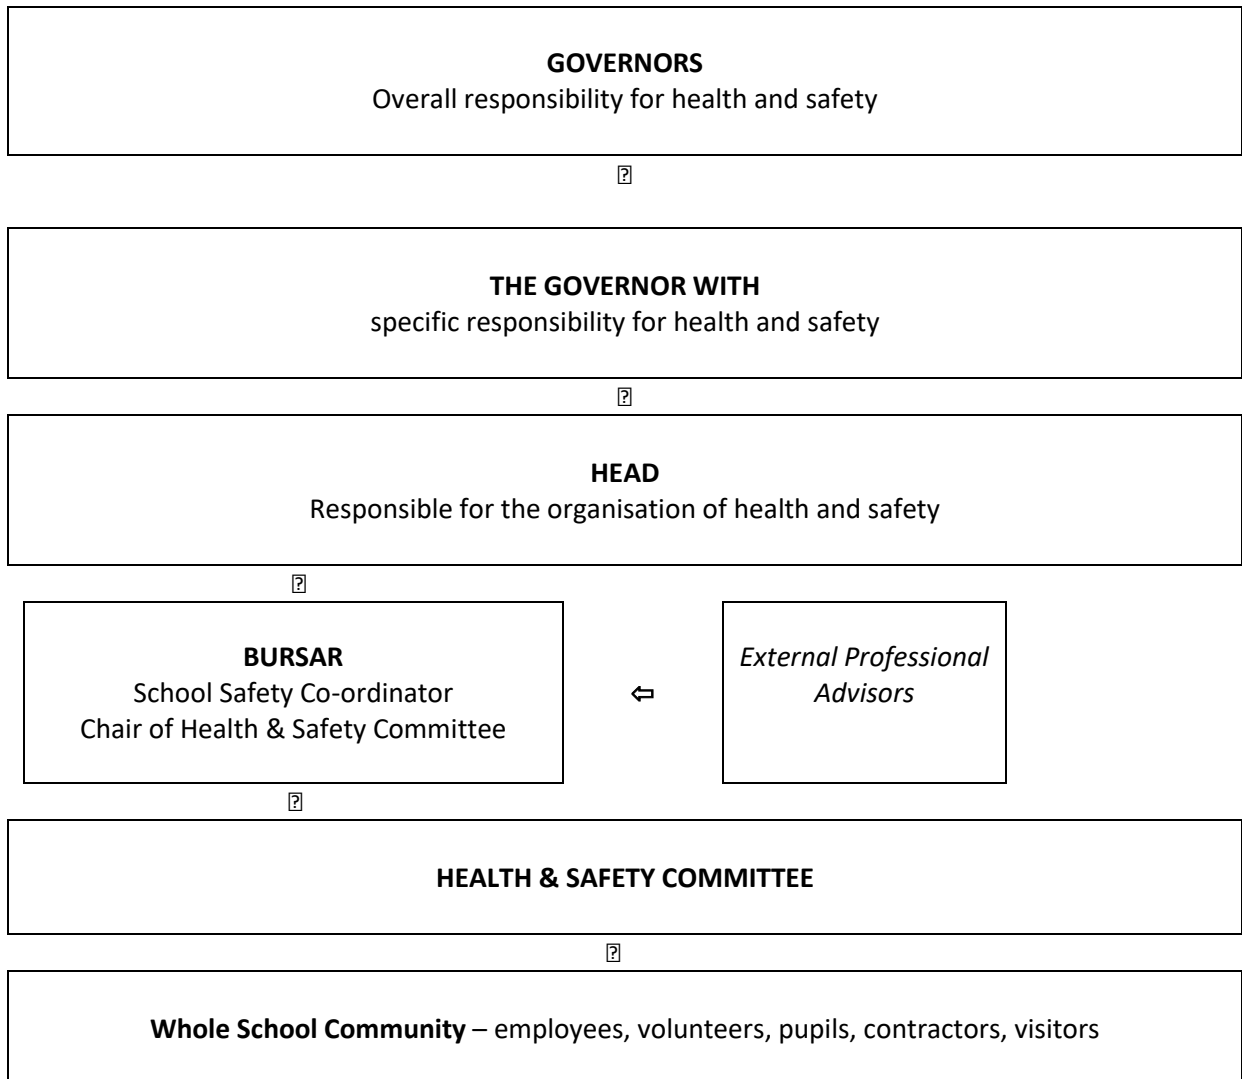 GOVERNORS
Overall responsibility for health and safety
THE GOVERNOR WITH
specific responsibility for health and safety
HEAD
Responsible for the organisation of health and safety
BURSAR
School Safety Co-ordinator
Chair of Health & Safety Committee
⇦
External Professional
Advisors
HEALTH & SAFETY COMMITTEE
Whole School Community – employees, volunteers, pupils, contractors, visitors